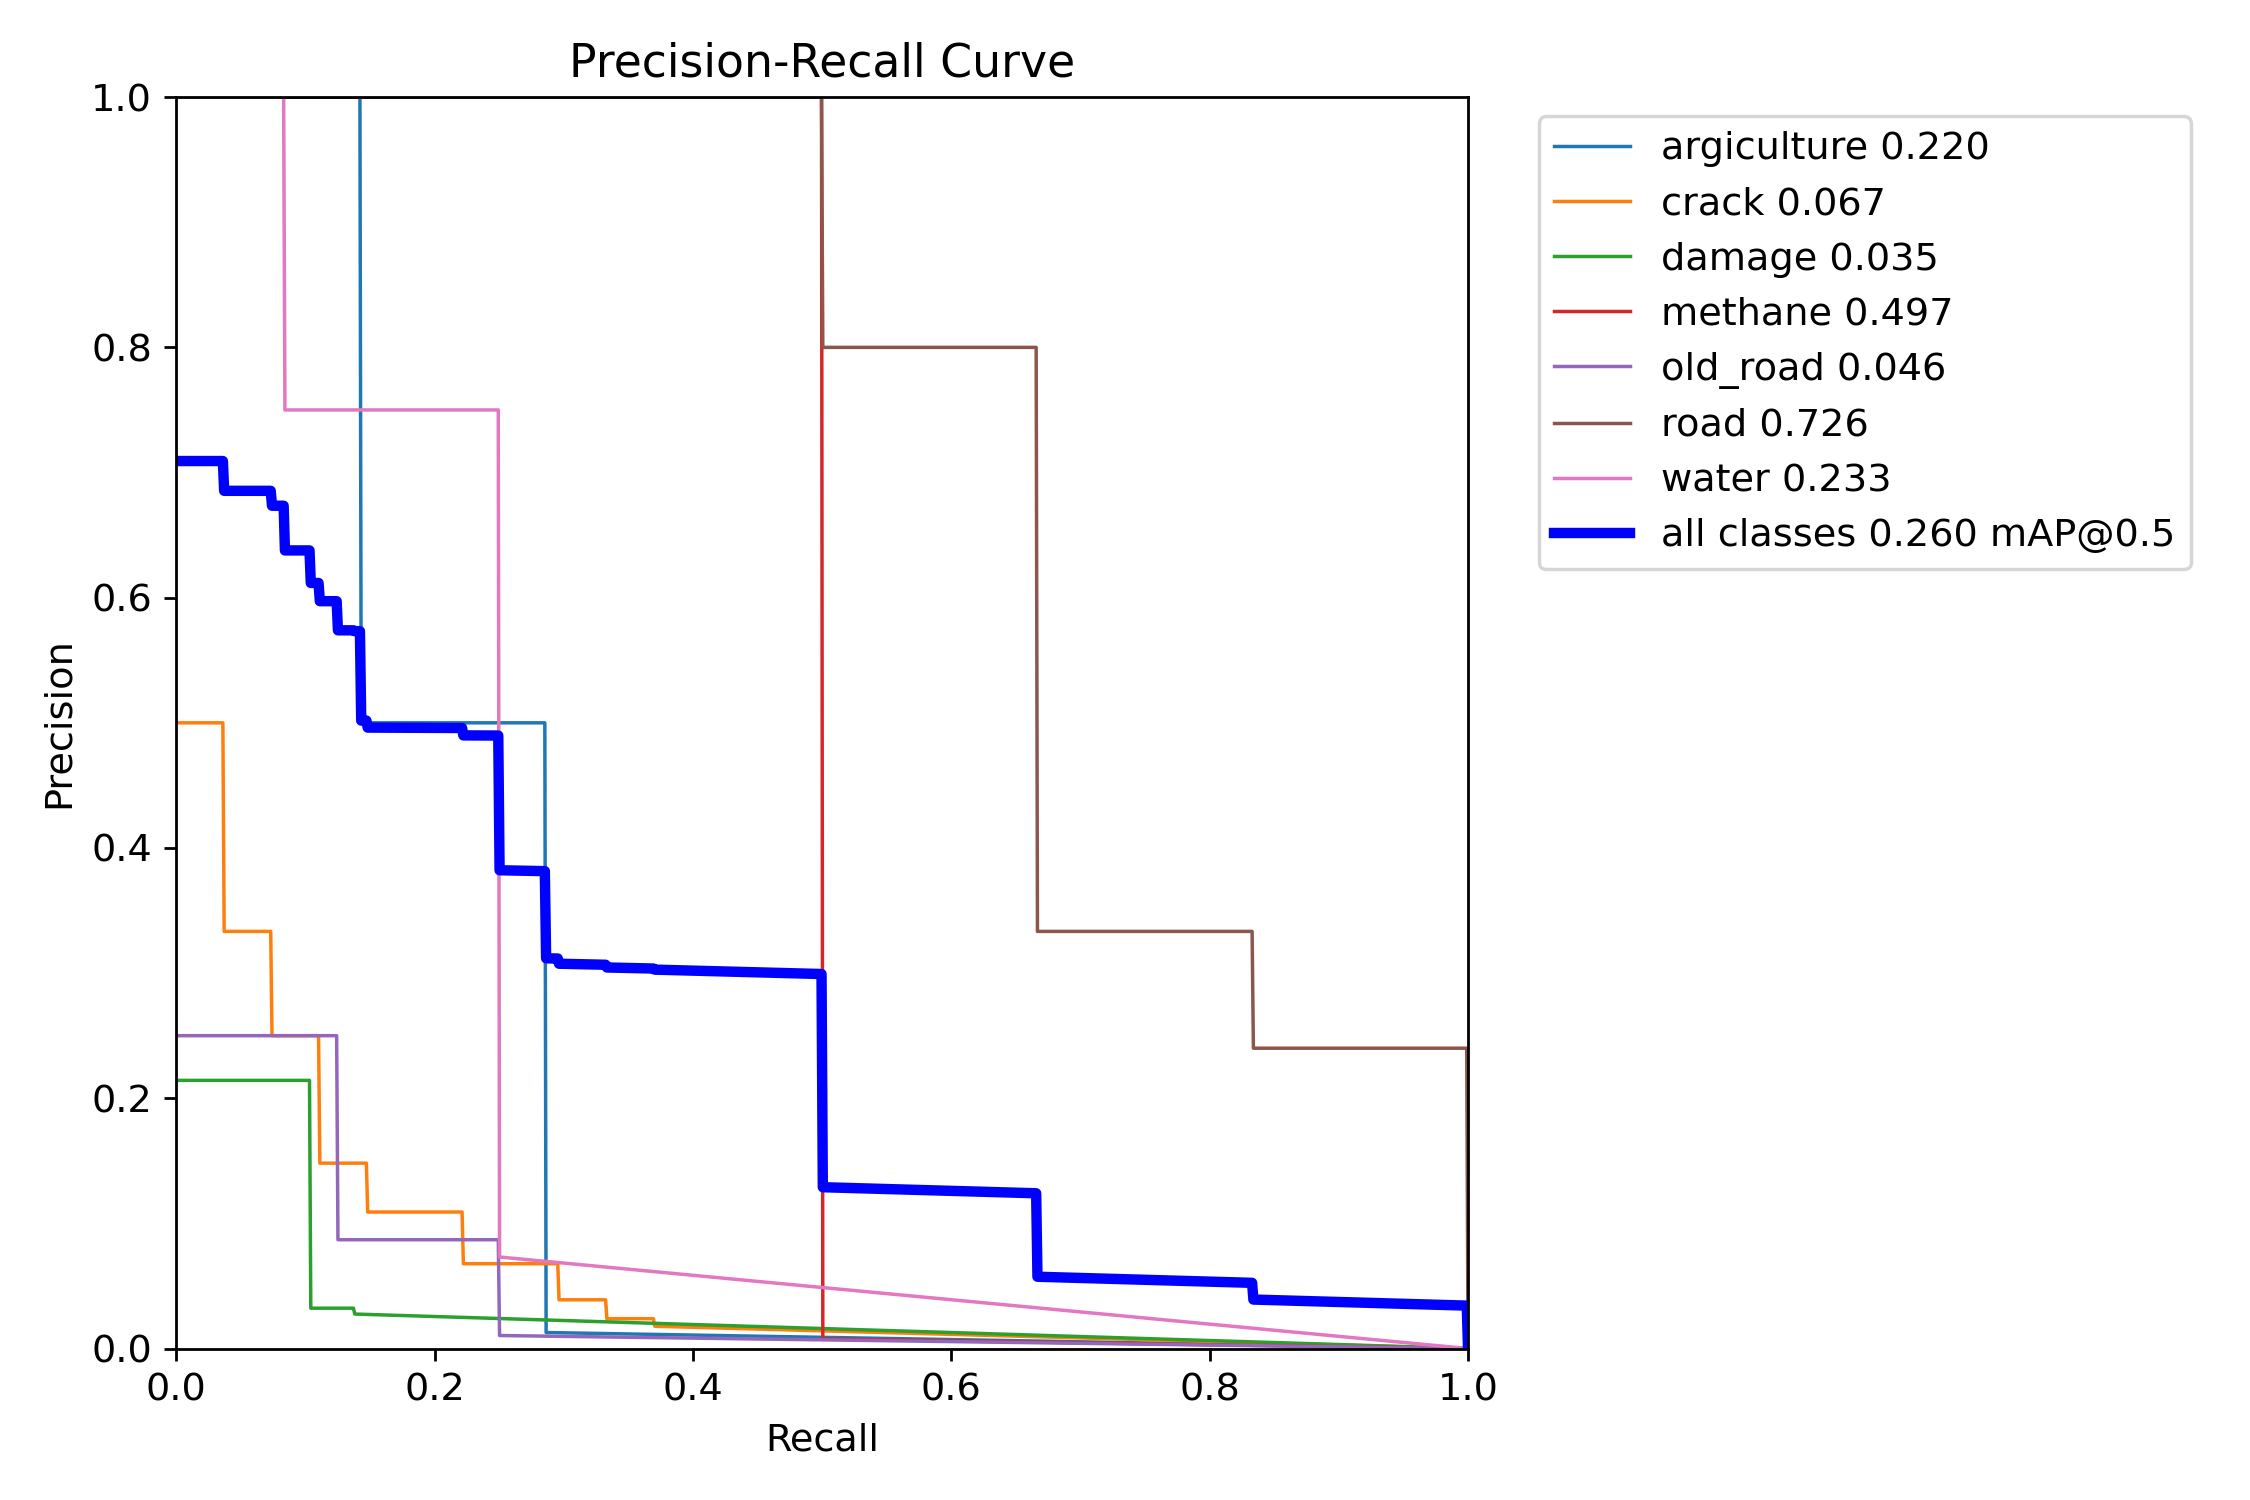 Precision-Recall Curve
1.0
0.8
0.6
0.4
0.2
0.0
Precision
0.0 0.2 0.4 0.6 0.8 1.0
Recall
argiculture 0.220
crack 0.067
damage 0.035
methane 0.497
old_road 0.046
road 0.726
water 0.233
all classes 0.260 mAP@0.5